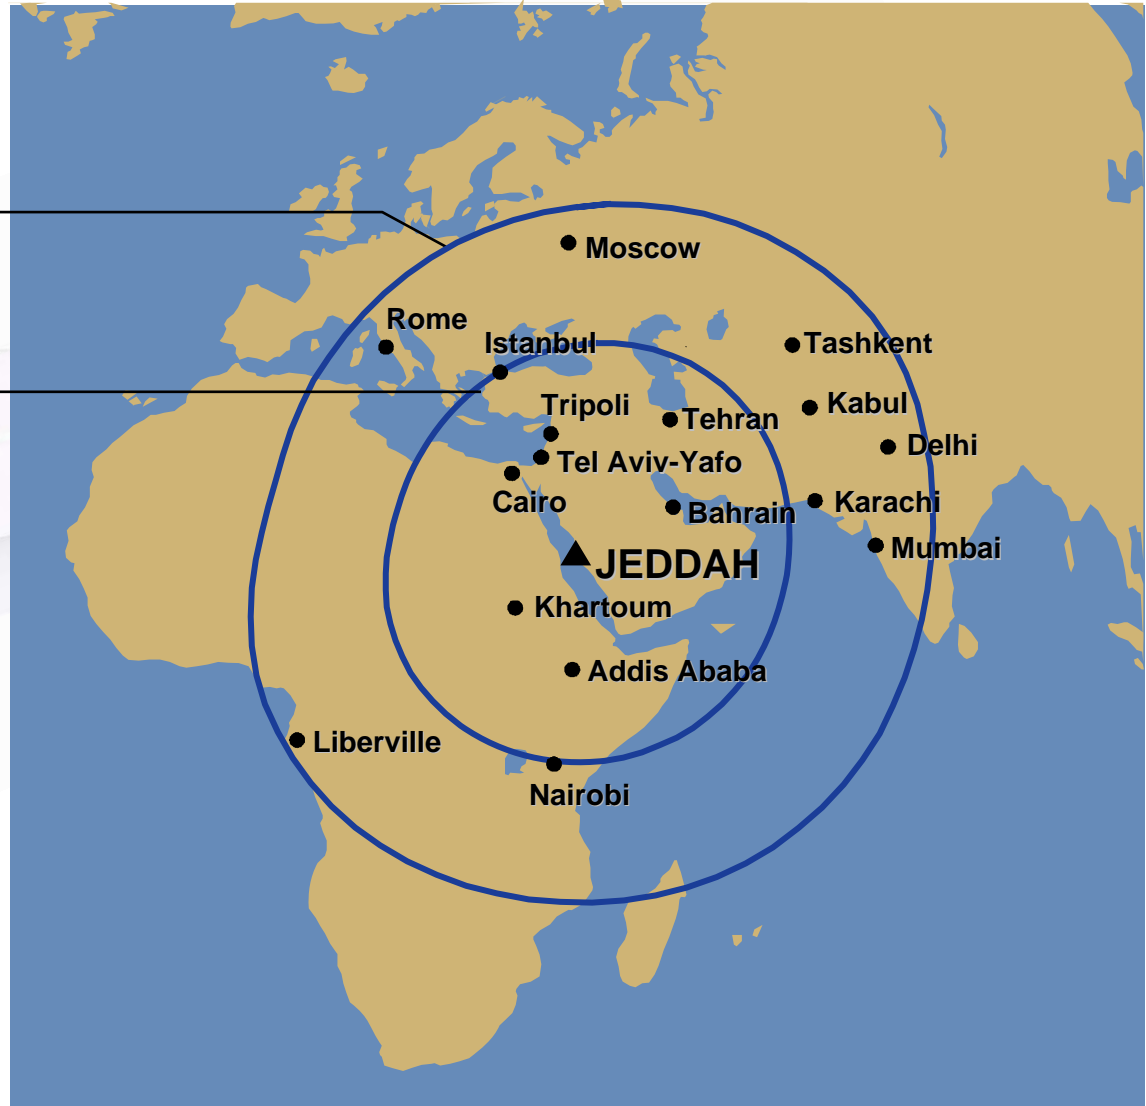 Moscow
Rome
Istanbul
Tashkent
Tripoli
Kabul
Tehran
Delhi
Tel Aviv-Yafo
Cairo
Karachi
Bahrain
Mumbai
JEDDAH
Khartoum
Addis Ababa
Liberville
Nairobi